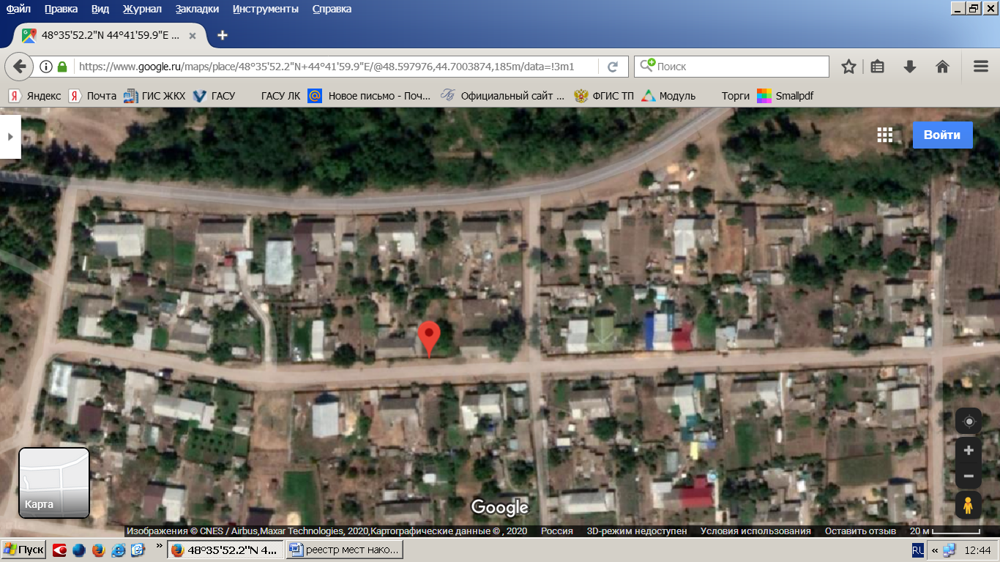 Файл Правка Вид Журнал Закладки Инструменты Справка
48°35'52.2"N 44°41'59.9"E ...
https://www.google.ru/maps/place/48°35'52.2"N+44°41'59.9"E/@48.597976,44.7003874,185m/data=!3m1
Поиск
Яндекс Почта ГИС ЖКХ ГАСУ ГАСУ ЛК Новое письмо - Поч... Официальный сайт ... ФГИС ТП Модуль Торги Smallpdf
Войти
Карта
Google
Изображения © CNES / Airbus,Maxar Technologies, 2020,Картографические данные © , 2020 Россия 3D-режим недоступен Условия использования Оставить отзыв 20 м
Пуск » 48°35'52.2"N 4... реестр мест нако... RU « 12:44